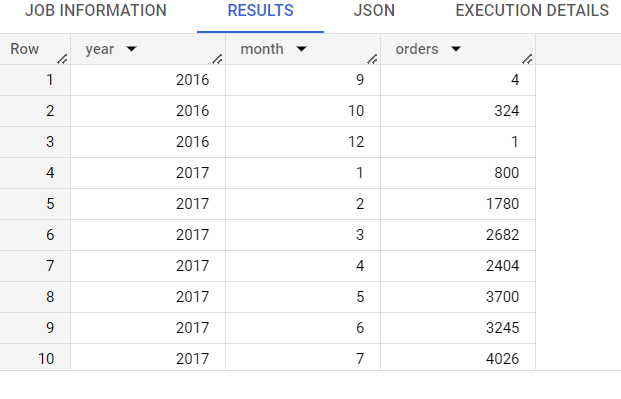 JOB INFORMATION RESULTS JSON EXECUTION DETAILS
Row year month orders
1 2016 9 4
2 2016 10 324
3 2016 12 1
4 2017 1 800
5 2017 2 1780
6 2017 3 2682
7 2017 4 2404
8 2017 5 3700
9 2017 6 3245
10 2017 7 4026